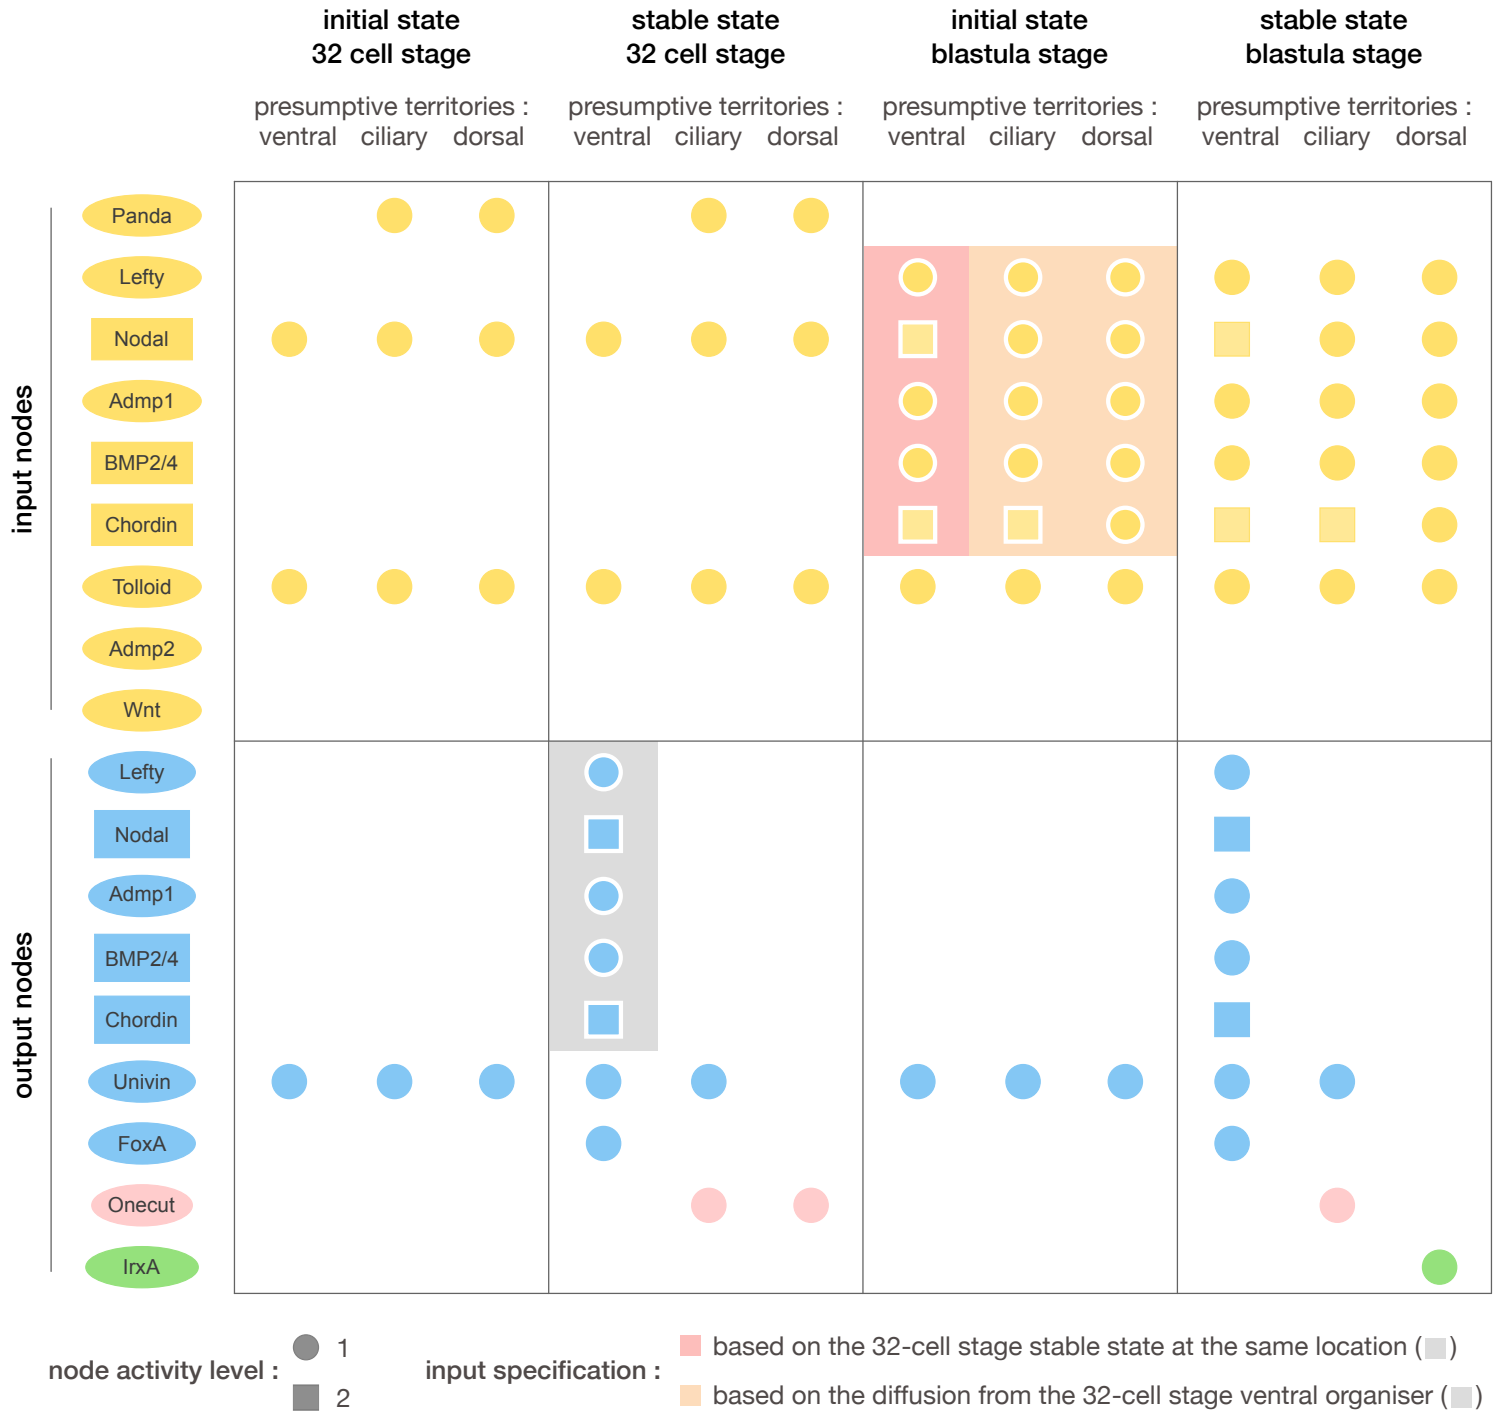 initial state
32 cell stage
stable state
32 cell stage
initial state
blastula stage
stable state
blastula stage
presumptive territories :
ventral ciliary dorsal
presumptive territories :
ventral ciliary dorsal
presumptive territories :
ventral ciliary dorsal
presumptive territories :
ventral ciliary dorsal
input nodes
Panda
Lefty
Nodal
Admp1
BMP2/4
Chordin
Tolloid
Admp2
Wnt
output nodes
Lefty
Nodal
Admp1
BMP2/4
Chordin
Univin
FoxA
Onecut
IrxA
node activity level :
1
2
input specification :
based on the 32-cell stage stable state at the same location ( )
based on the diffusion from the 32-cell stage ventral organiser ( )